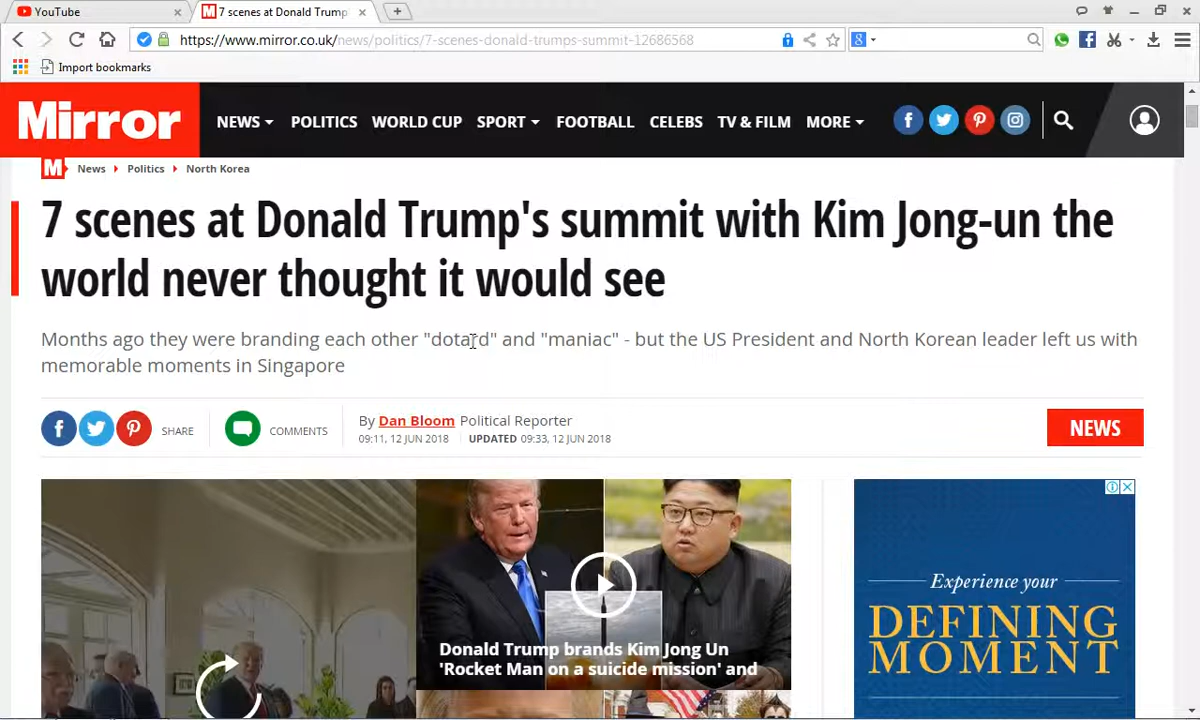 YouTube
7 scenes at Donald Trump
https://www.mirror.co.uk/news/politics/7-scenes-donald-trumps-summit-12686568
Import bookmarks
Mirror
NEWS POLITICS WORLD CUP SPORT FOOTBALL CELEBS TV & FILM MORE
M News Politics North Korea
7 scenes at Donald Trump's summit with Kim Jong-un the
world never thought it would see
Months ago they were branding each other "dotard" and "maniac" - but the US President and North Korean leader left us with
memorable moments in Singapore
SHARE
COMMENTS
By Dan Bloom Political Reporter
09:11, 12 JUN 2018 UPDATED 09:33, 12 JUN 2018
NEWS
Donald Trump brands Kim Jong Un
'Rocket Man on a suicide mission' and
Experience your
DEFINING
MOMENT